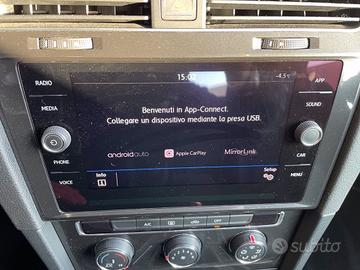 15:02
-4.5°C
RADIO
MEDIA
PHONE
VOICE
APP
SOUND
CAR
MENU
Benvenuti in App-Connect.
Collegare un dispositivo mediante la presa USB.
androidauto
Apple CarPlay
MirrorLink
Info
Setup
A/C
OFF
subito